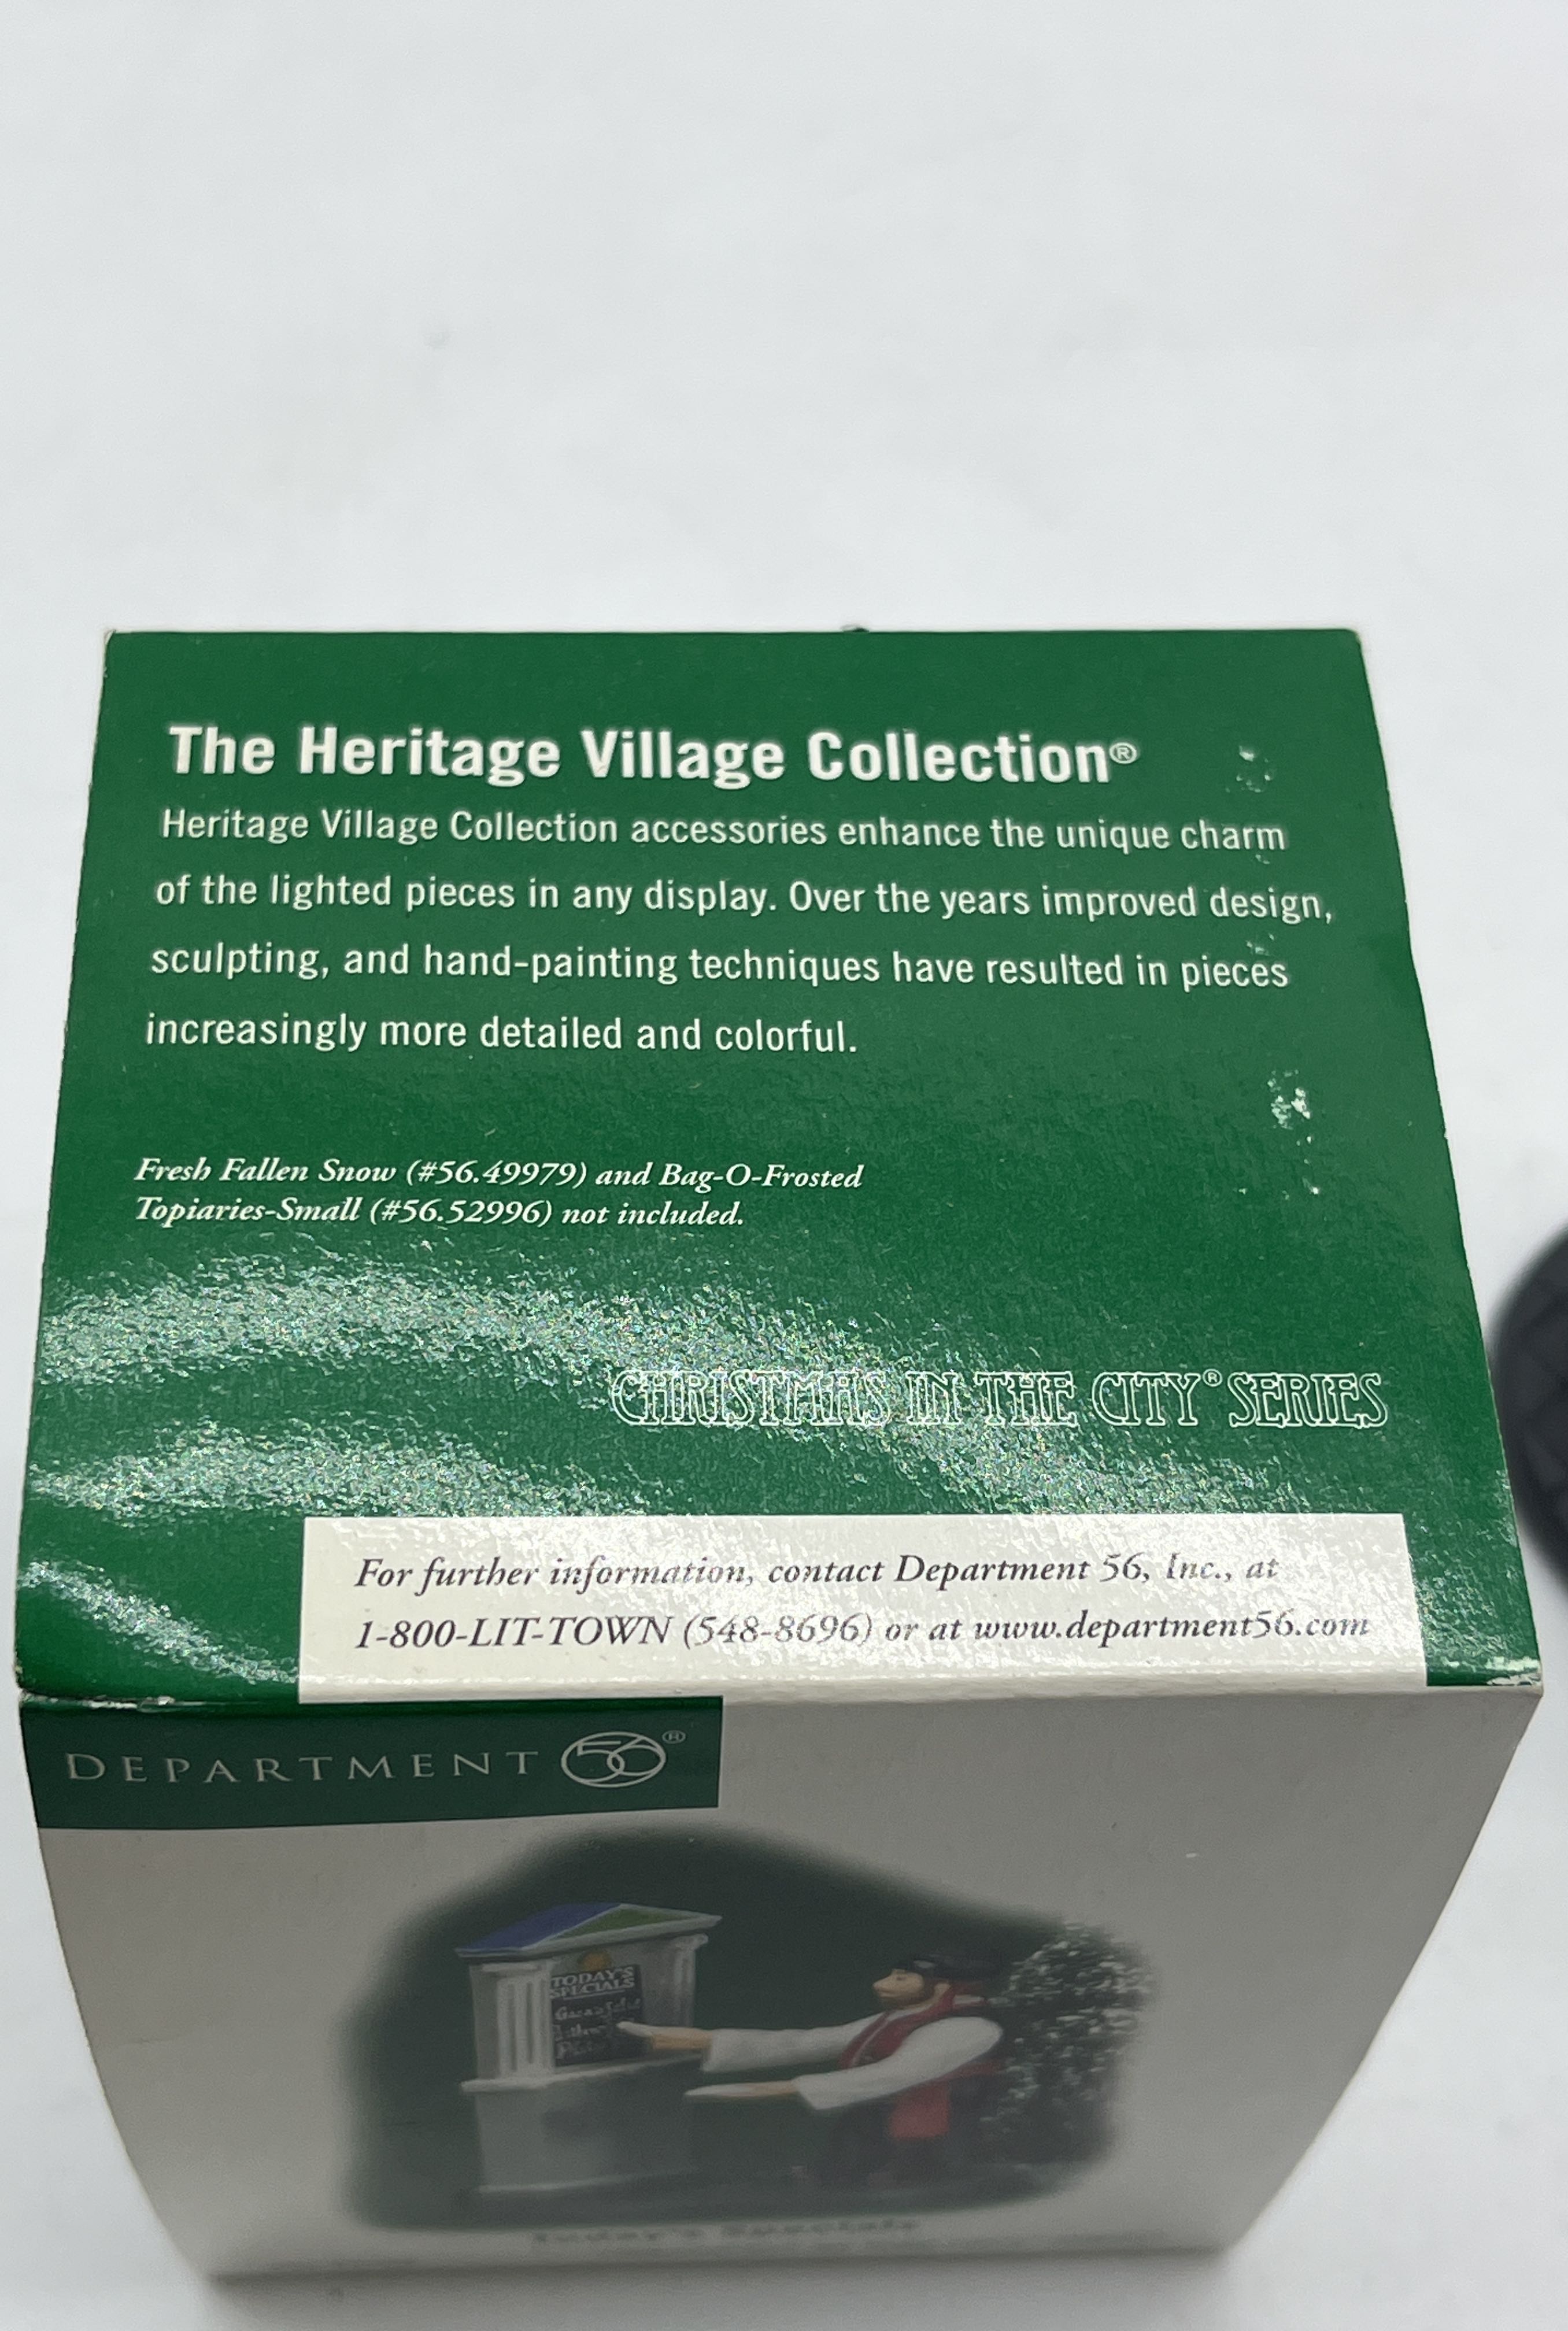 The Heritage Village Collection®
Heritage Village Collection accessories enhance the unique charm
of the lighted pieces in any display. Over the years improved design,
sculpting, and hand-painting techniques have resulted in pieces
increasingly more detailed and colorful.
Fresh Fallen Snow (#56.49979) and Bag-O-Frosted
Topiaries-Small (#56.52996) not included.
CHRISTMAS IN THE CITY® SERIES
For further information, contact Department 56, Inc., at
1-800-LIT-TOWN (548-8696) or at www.department56.com
DEPARTMENT 56®
TODAY'S
SPECIALS
Today's Specials